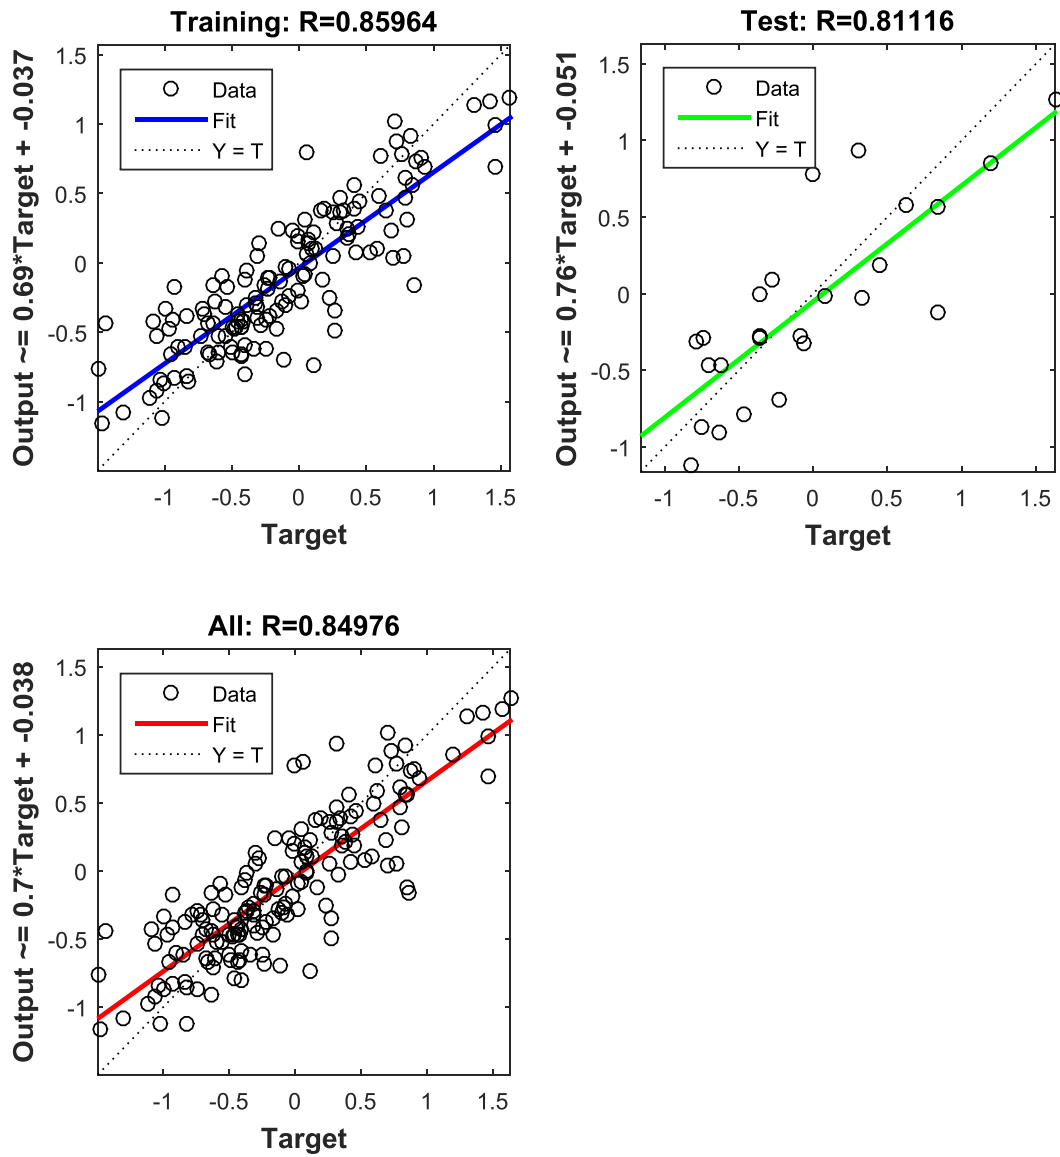 Training: R=0.85964
Output ~= 0.69*Target + -0.037
1.5
1
0.5
0
-0.5
-1
Data
Fit
Y = T
-1 -0.5 0 0.5 1 1.5
Target
Test: R=0.81116
Output ~= 0.76*Target + -0.051
1.5
1
0.5
0
-0.5
-1
Data
Fit
Y = T
-1 -0.5 0 0.5 1 1.5
Target
All: R=0.84976
Output ~= 0.7*Target + -0.038
1.5
1
0.5
0
-0.5
-1
Data
Fit
Y = T
-1 -0.5 0 0.5 1 1.5
Target